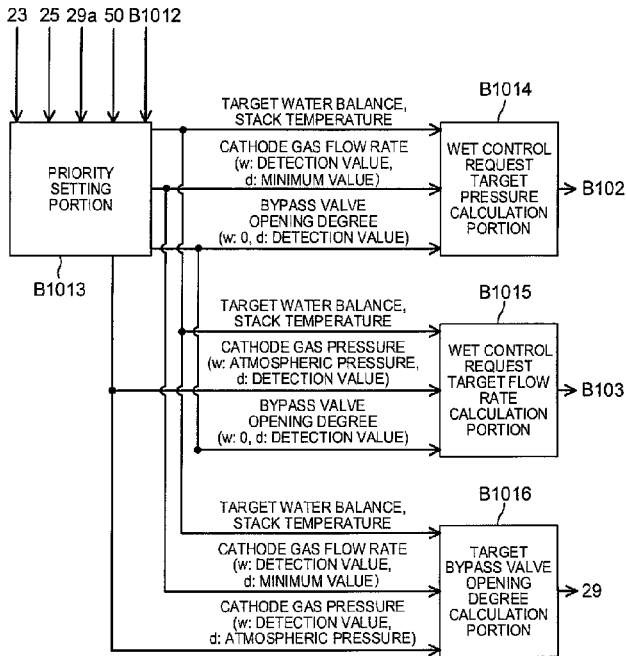 23 25 29a 50 B1012
PRIORITY
SETTING
PORTION
B1013
TARGET WATER BALANCE,
STACK TEMPERATURE
CATHODE GAS FLOW RATE
(w: DETECTION VALUE,
d: MINIMUM VALUE)
BYPASS VALVE
OPENING DEGREE
(w: 0, d: DETECTION VALUE)
B1014
WET CONTROL
REQUEST
TARGET
PRESSURE
CALCULATION
PORTION
B102
TARGET WATER BALANCE,
STACK TEMPERATURE
CATHODE GAS PRESSURE
(w: ATMOSPHERIC PRESSURE,
d: DETECTION VALUE)
BYPASS VALVE
OPENING DEGREE
(w: 0, d: DETECTION VALUE)
B1015
WET CONTROL
REQUEST
TARGET FLOW
RATE
CALCULATION
PORTION
B103
TARGET WATER BALANCE,
STACK TEMPERATURE
CATHODE GAS FLOW RATE
(w: DETECTION VALUE,
d: MINIMUM VALUE)
CATHODE GAS PRESSURE
(w: DETECTION VALUE,
d: ATMOSPHERIC PRESSURE)
B1016
TARGET
BYPASS VALVE
OPENING
DEGREE
CALCULATION
PORTION
29